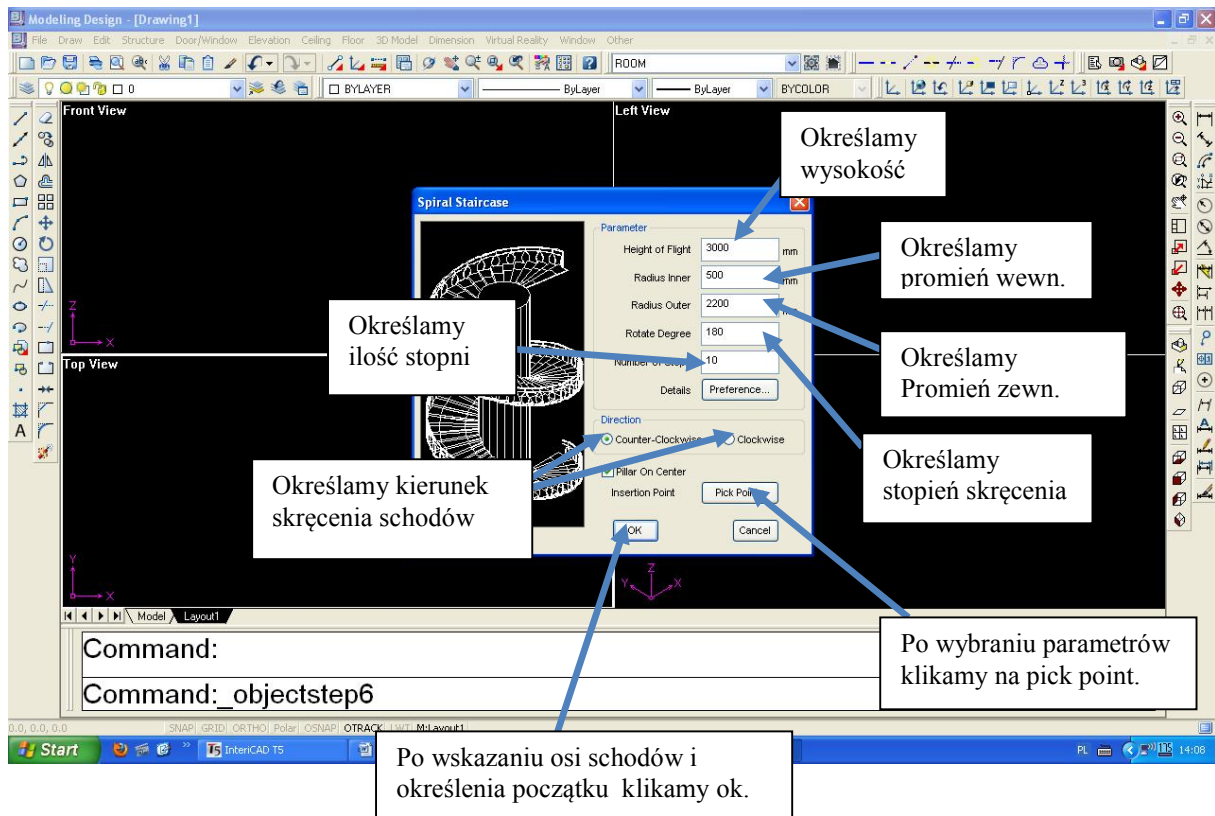 Modeling Design - [Drawing1]
File Draw Edit Structure Door/Window Elevation Ceiling Floor 3D Model Dimension Virtual Reality Window Other
ROOM
0 BYLAYER ByLayer ByLayer BYCOLOR
Front View
Left View
Określamy
wysokość
Spiral Staircase
Parameter
Height of Flight 3000 mm
Radius Inner 500 mm
Radius Outer 2200
Rotate Degree 180
Number of 10
Details Preference...
Określamy
promień wewn.
Określamy
ilość stopni
Określamy
Promień zewn.
Direction
Counter-Clockwise Clockwise
Określamy
stopień skręcenia
Określamy kierunek
skręcenia schodów
Pillar On Center
Insertion Point Pick
OK Cancel
Z
X
Top View
Y
X
Z
Y X
Model Layout1
Po wybraniu parametrów
klikamy na pick point.
Command:
Command:_objectstep6
0.0, 0.0, 0.0 SNAP GRID ORTHO Polar OSNAP OTRACK LWT M:Layout1
Start InteriCAD T5 PL 14:08
Po wskazaniu osi schodów i
określenia początku klikamy ok.